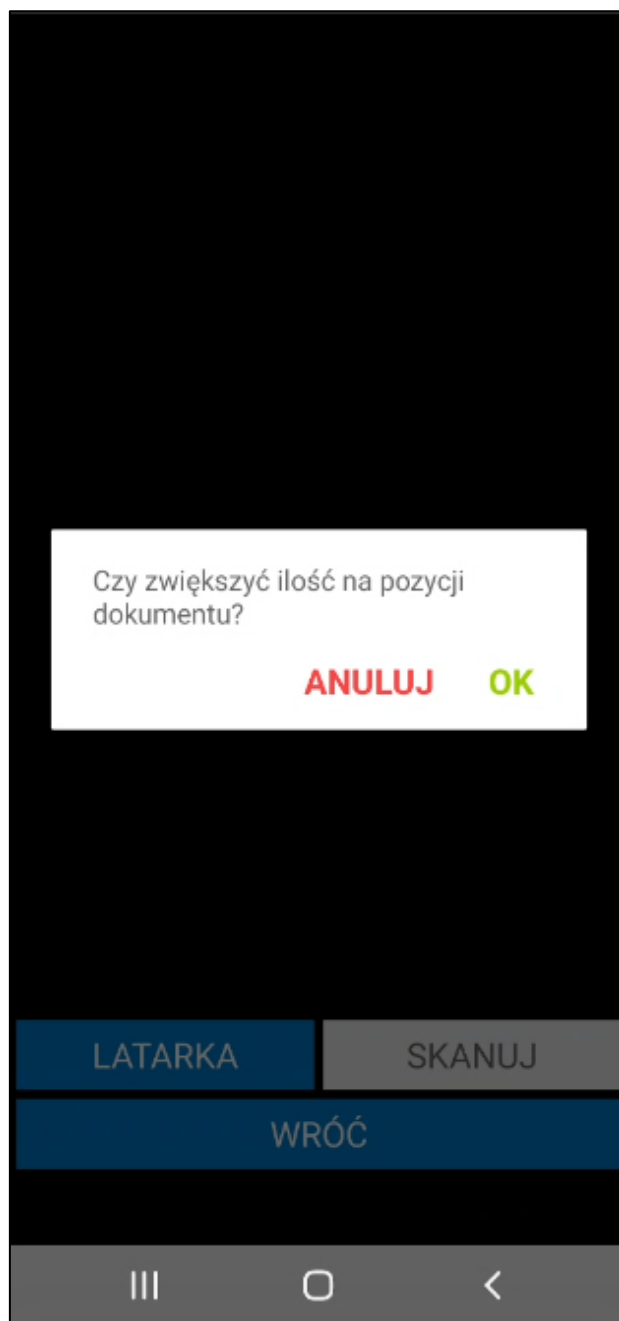 Czy zwiększyć ilość na pozycji
dokumentu?
ANULUJ OK
LATARKA SKANUJ
WRÓĆ